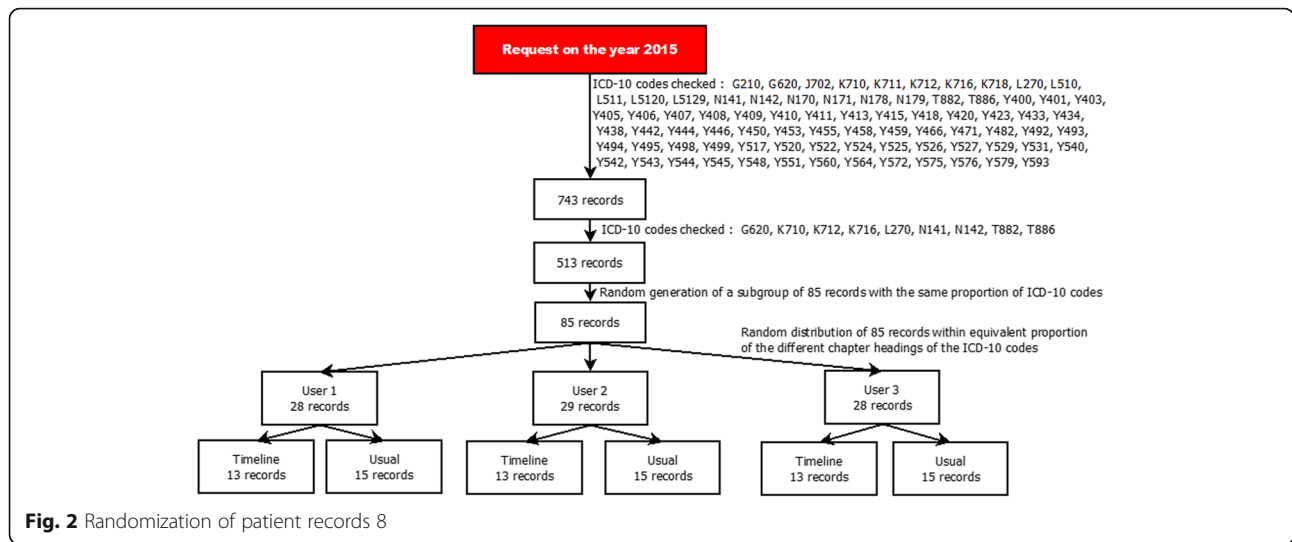 Request on the year 2015
ICD-10 codes checked : G210, G620, J702, K710, K711, K712, K716, K718, L270, L510,
L511, L5120, L5129, N141, N142, N170, N171, N178, N179, T882, T886, Y400, Y401, Y403,
Y405, Y406, Y407, Y408, Y409, Y410, Y411, Y413, Y415, Y418, Y420, Y423, Y433, Y434,
Y438, Y442, Y444, Y446, Y450, Y453, Y455, Y458, Y459, Y466, Y471, Y482, Y492, Y493,
Y494, Y495, Y498, Y499, Y517, Y520, Y522, Y524, Y525, Y526, Y527, Y529, Y531, Y540,
Y542, Y543, Y544, Y545, Y548, Y551, Y560, Y564, Y572, Y575, Y576, Y579, Y593
743 records
ICD-10 codes checked : G620, K710, K712, K716, L270, N141, N142, T882, T886
513 records
Random generation of a subgroup of 85 records with the same proportion of ICD-10 codes
85 records
Random distribution of 85 records within equivalent proportion
of the different chapter headings of the ICD-10 codes
User 1
28 records
User 2
29 records
User 3
28 records
Timeline
13 records
Usual
15 records
Timeline
13 records
Usual
15 records
Timeline
13 records
Usual
15 records
Fig. 2 Randomization of patient records 8